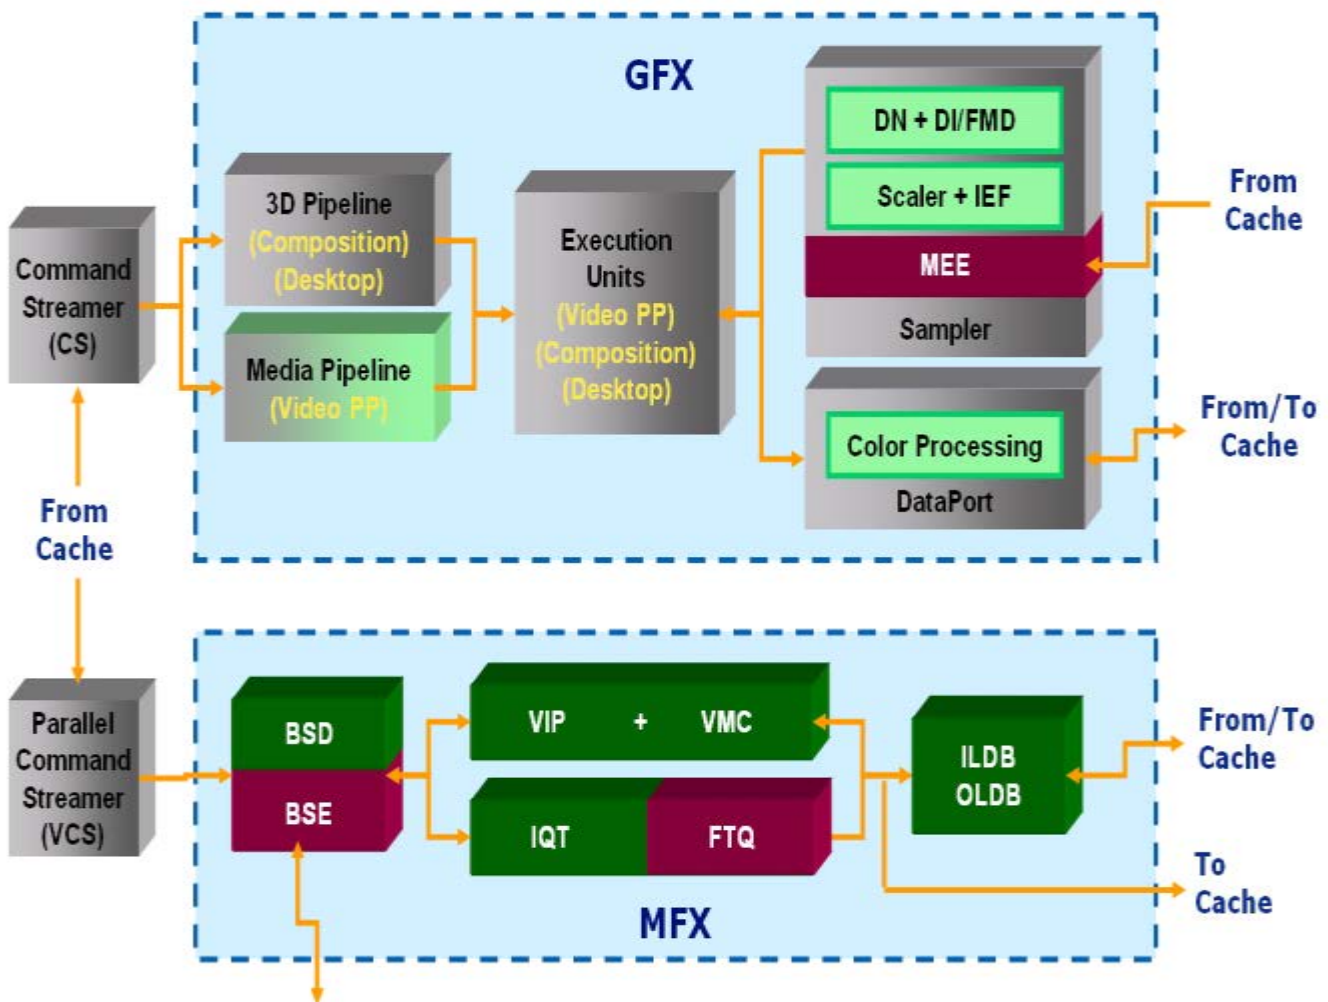 GFX
DN + DI/FMD
Scaler + IEF
MEE
Sampler
From
Cache
3D Pipeline
(Composition)
(Desktop)
Execution
Units
(Video PP)
(Composition)
(Desktop)
Command
Streamer
(CS)
Media Pipeline
(Video PP)
Color Processing
DataPort
From/To
Cache
From
Cache
Parallel
Command
Streamer
(VCS)
BSD
BSE
VIP + VMC
IQT
FTQ
ILDB
OLDB
From/To
Cache
To
Cache
MFX